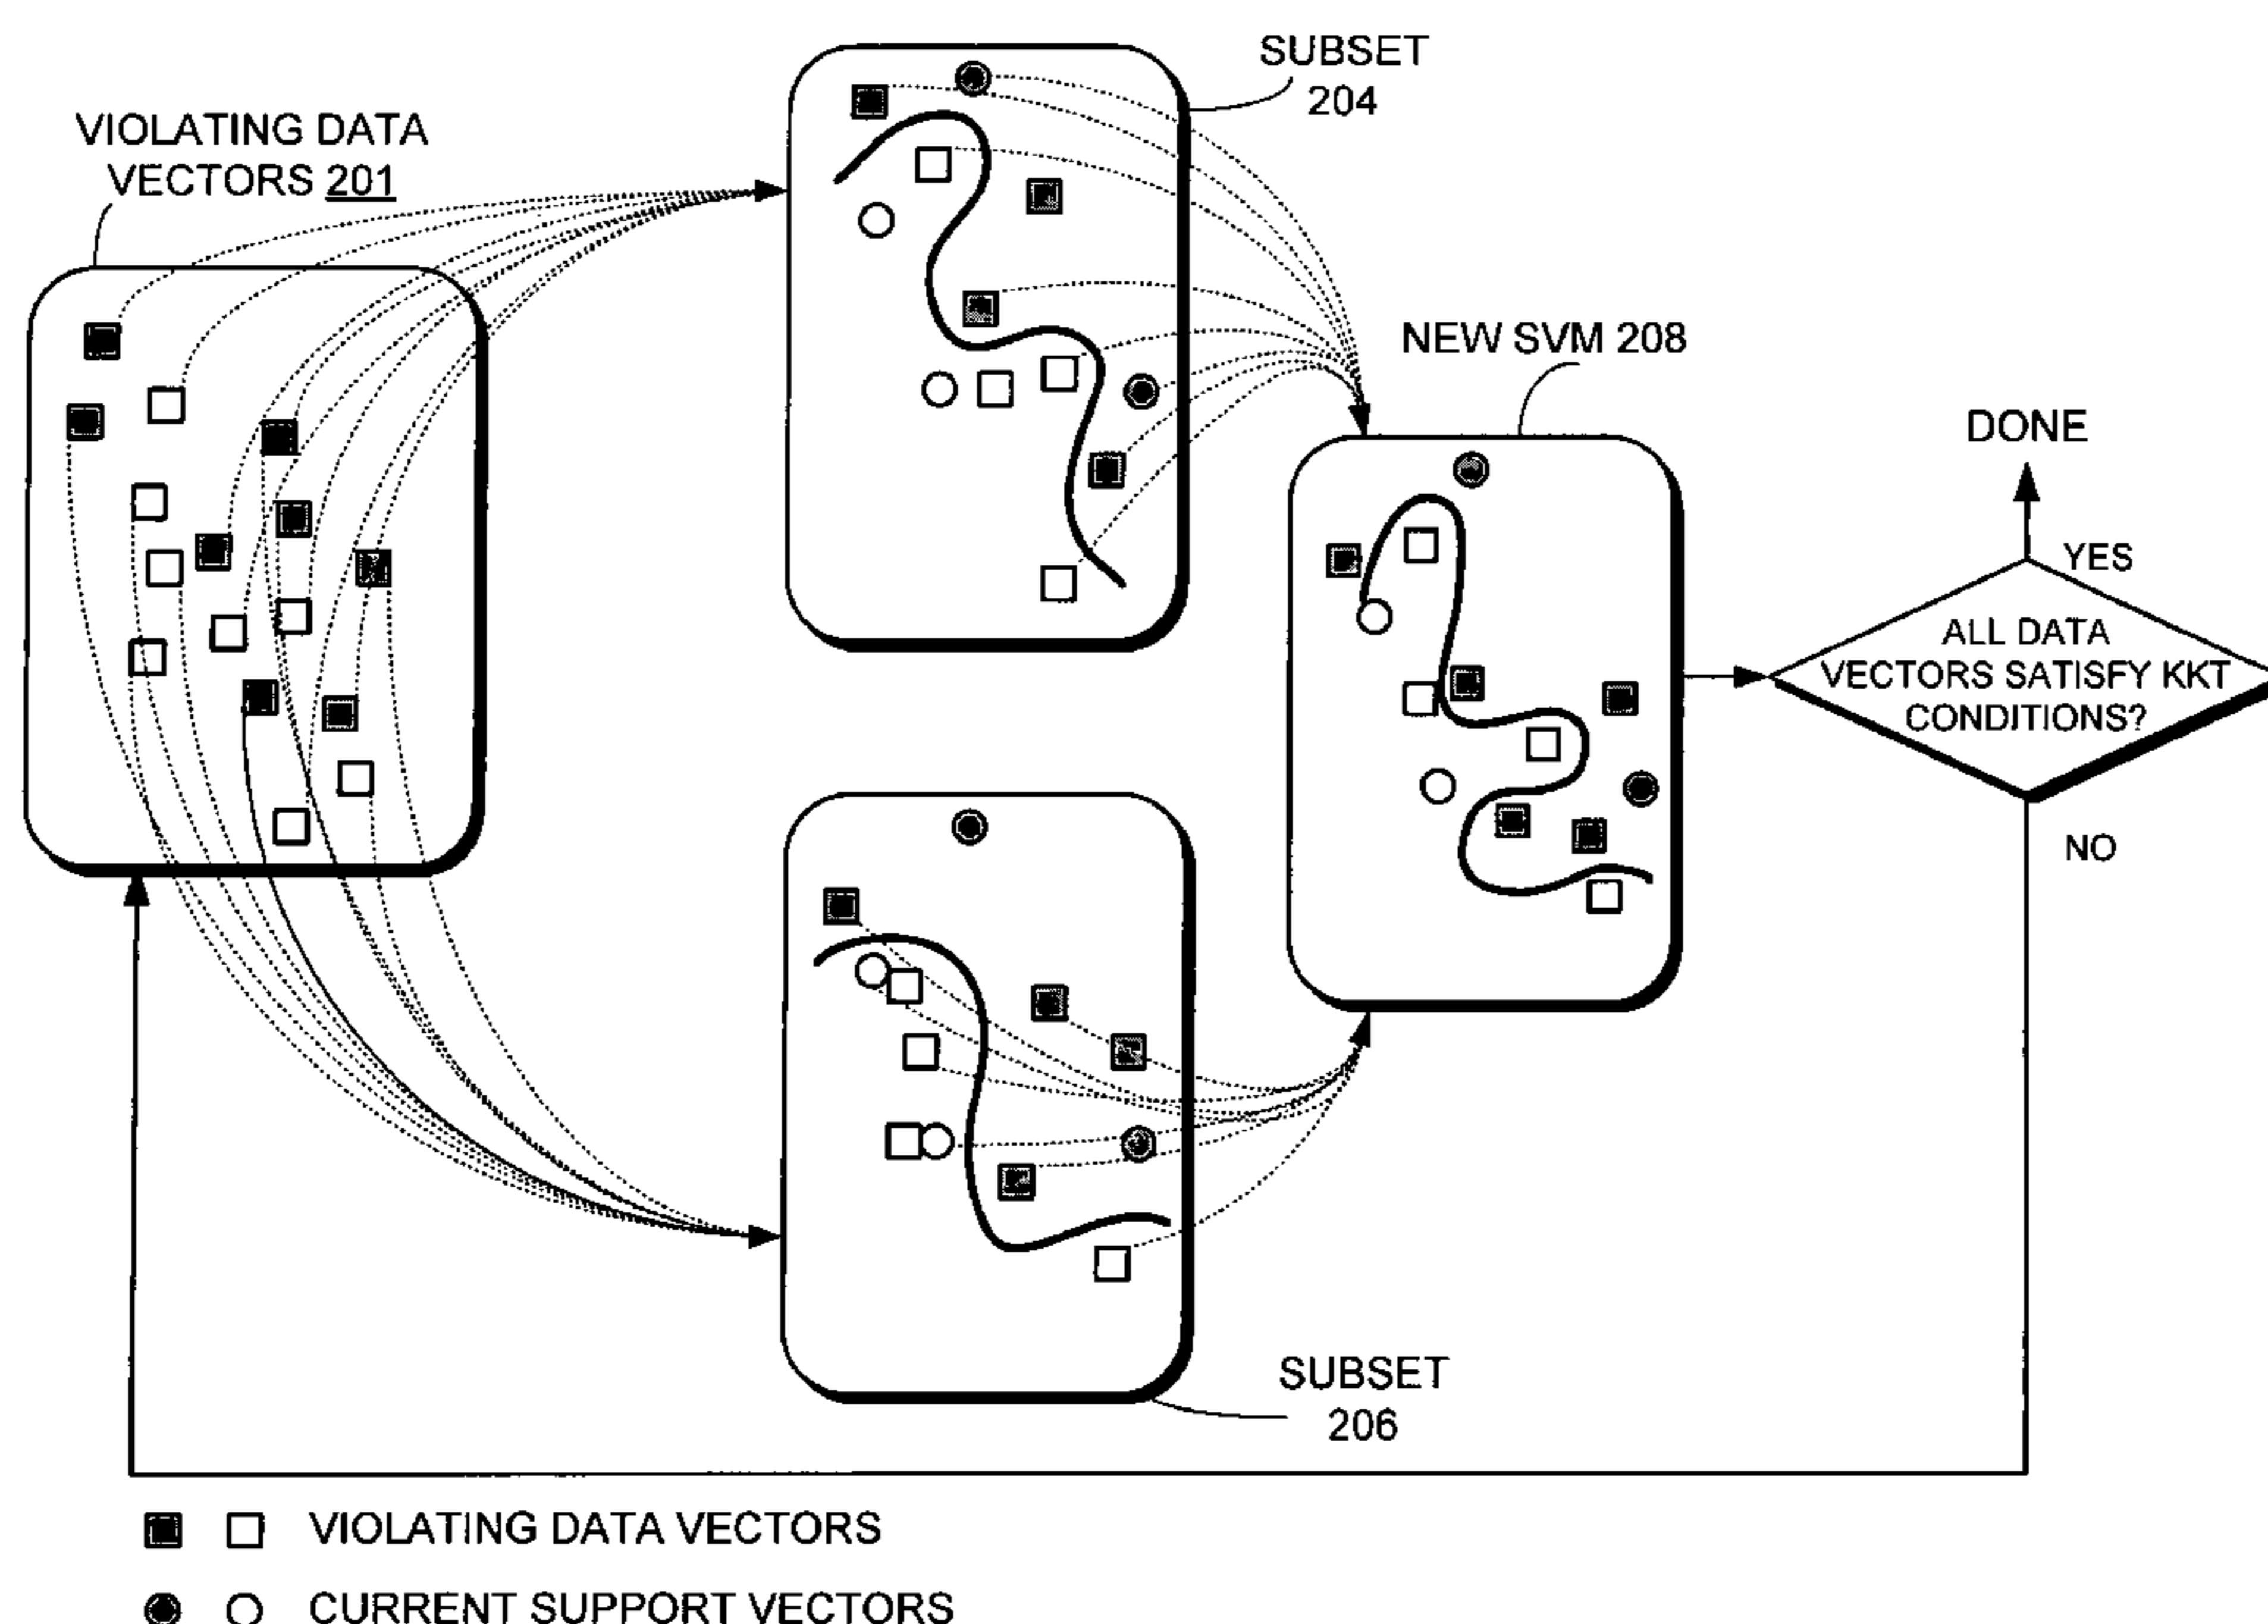 SUBSET
204
VIOLATING DATA
VECTORS 201
NEW SVM 208
DONE
YES
ALL DATA
VECTORS SATISFY KKT
CONDITIONS?
NO
SUBSET
206
VIOLATING DATA VECTORS
CURRENT SUPPORT VECTORS